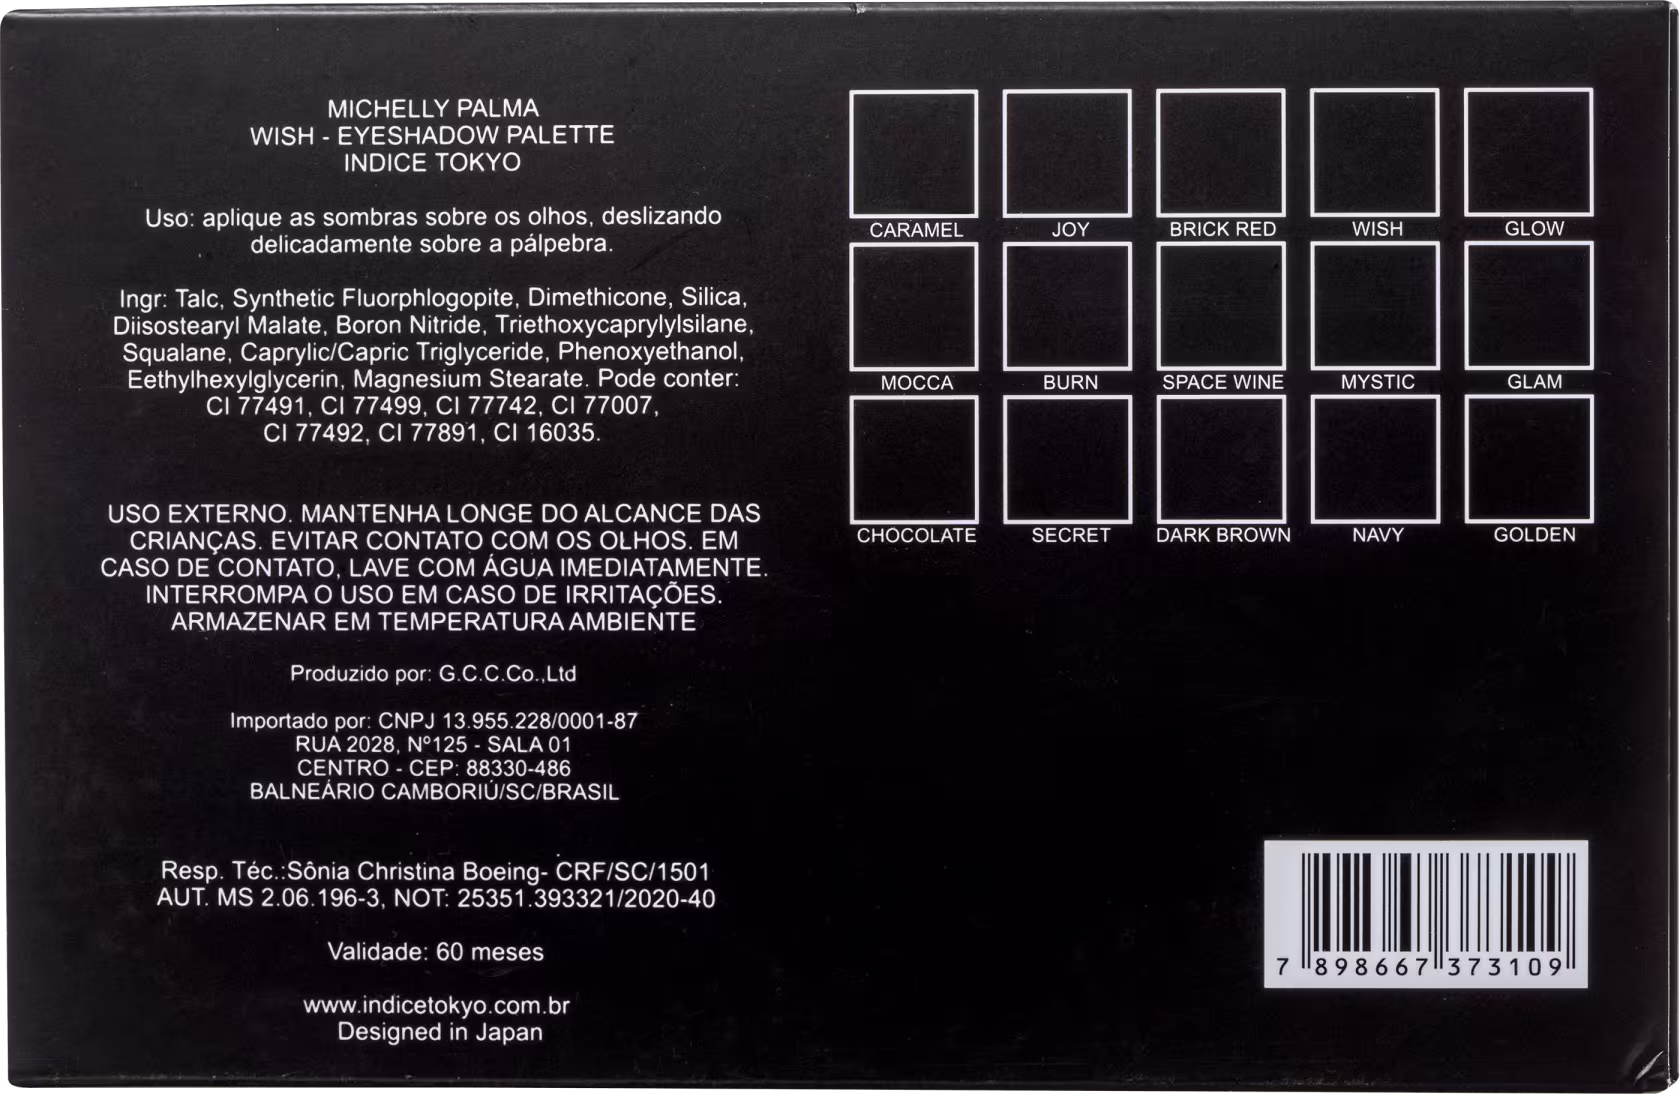 MICHELLY PALMA
WISH - EYESHADOW PALETTE
INDICE TOKYO
Uso: aplique as sombras sobre os olhos, deslizando
delicadamente sobre a pálpebra.
Ingr: Talc, Synthetic Fluorphlogopite, Dimethicone, Silica,
Diisostearyl Malate, Boron Nitride, Triethoxycaprylylsilane,
Squalane, Caprylic/Capric Triglyceride, Phenoxyethanol,
Eethylhexylglycerin, Magnesium Stearate. Pode conter:
CI 77491, CI 77499, CI 77742, CI 77007,
CI 77492, CI 77891, CI 16035.
USO EXTERNO. MANTENHA LONGE DO ALCANCE DAS
CRIANÇAS. EVITAR CONTATO COM OS OLHOS. EM
CASO DE CONTATO, LAVE COM ÁGUA IMEDIATAMENTE.
INTERROMPA O USO EM CASO DE IRRITAÇÕES.
ARMAZENAR EM TEMPERATURA AMBIENTE
Produzido por: G.C.C.Co.,Ltd
Importado por: CNPJ 13.955.228/0001-87
RUA 2028, Nº125 - SALA 01
CENTRO - CEP: 88330-486
BALNEÁRIO CAMBORIÚ/SC/BRASIL
Resp. Téc.:Sônia Christina Boeing- CRF/SC/1501
AUT. MS 2.06.196-3, NOT: 25351.393321/2020-40
Validade: 60 meses
www.indicetokyo.com.br
Designed in Japan
CARAMEL JOY BRICK RED WISH GLOW
MOCCA BURN SPACE WINE MYSTIC GLAM
CHOCOLATE SECRET DARK BROWN NAVY GOLDEN
7 898667 373109